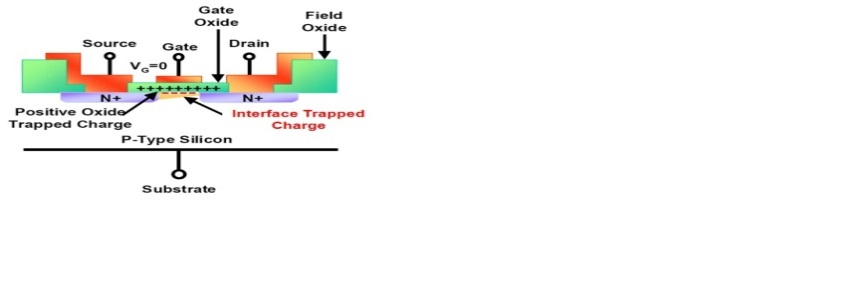 Gate
Oxide
Field
Oxide
Source
Gate
Drain
VG=0
+++++++++
N+
N+
Positive Oxide
Trapped Charge
Interface Trapped
Charge
P-Type Silicon
Substrate